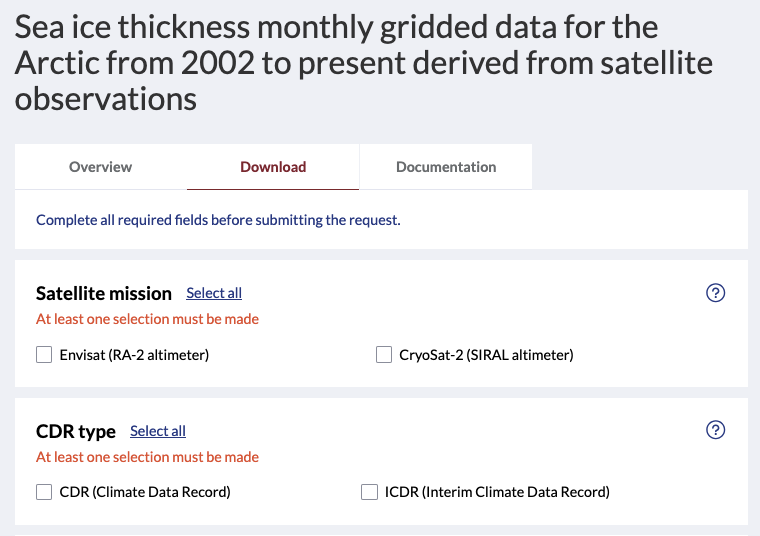 Sea ice thickness monthly gridded data for the
Arctic from 2002 to present derived from satellite
observations
Overview
Download
Documentation
Complete all required fields before submitting the request.
Satellite mission Select all
At least one selection must be made
Envisat (RA-2 altimeter)
CryoSat-2 (SIRAL altimeter)
CDR type Select all
At least one selection must be made
CDR (Climate Data Record)
ICDR (Interim Climate Data Record)